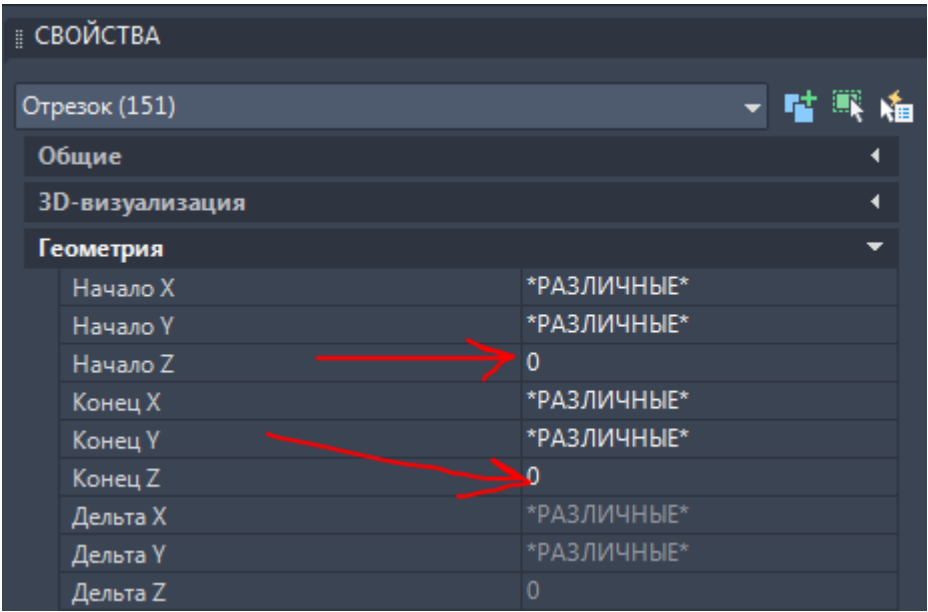 СВОЙСТВА
Отрезок (151)
Общие
3D-визуализация
Геометрия
Начало X *РАЗЛИЧНЫЕ*
Начало Y *РАЗЛИЧНЫЕ*
Начало Z 0
Конец X *РАЗЛИЧНЫЕ*
Конец Y *РАЗЛИЧНЫЕ*
Конец Z 0
Дельта X *РАЗЛИЧНЫЕ*
Дельта Y *РАЗЛИЧНЫЕ*
Дельта Z 0